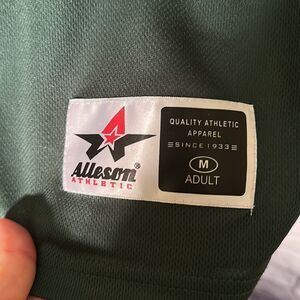 Alleson®
ATHLETIC
QUALITY ATHLETIC
APPAREL
SINCE 1933
M
ADULT